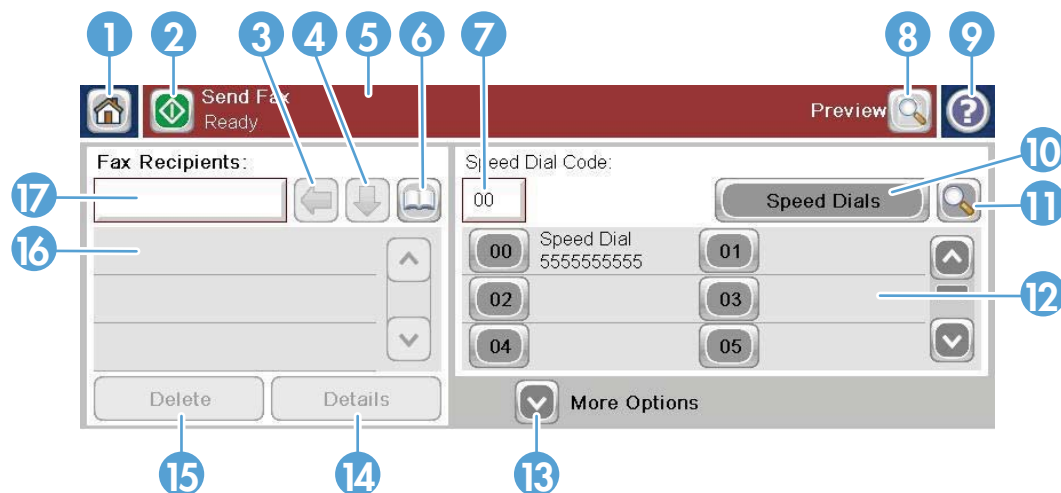 1 2 3 4 5 6 7 8 9
Send Fax
Ready
Preview
?
Fax Recipients:
Speed Dial Code:
10
17
00
Speed Dials
11
16
00 Speed Dial 01
5555555555
02 03
12
04 05
Delete Details
More Options
15 14 13